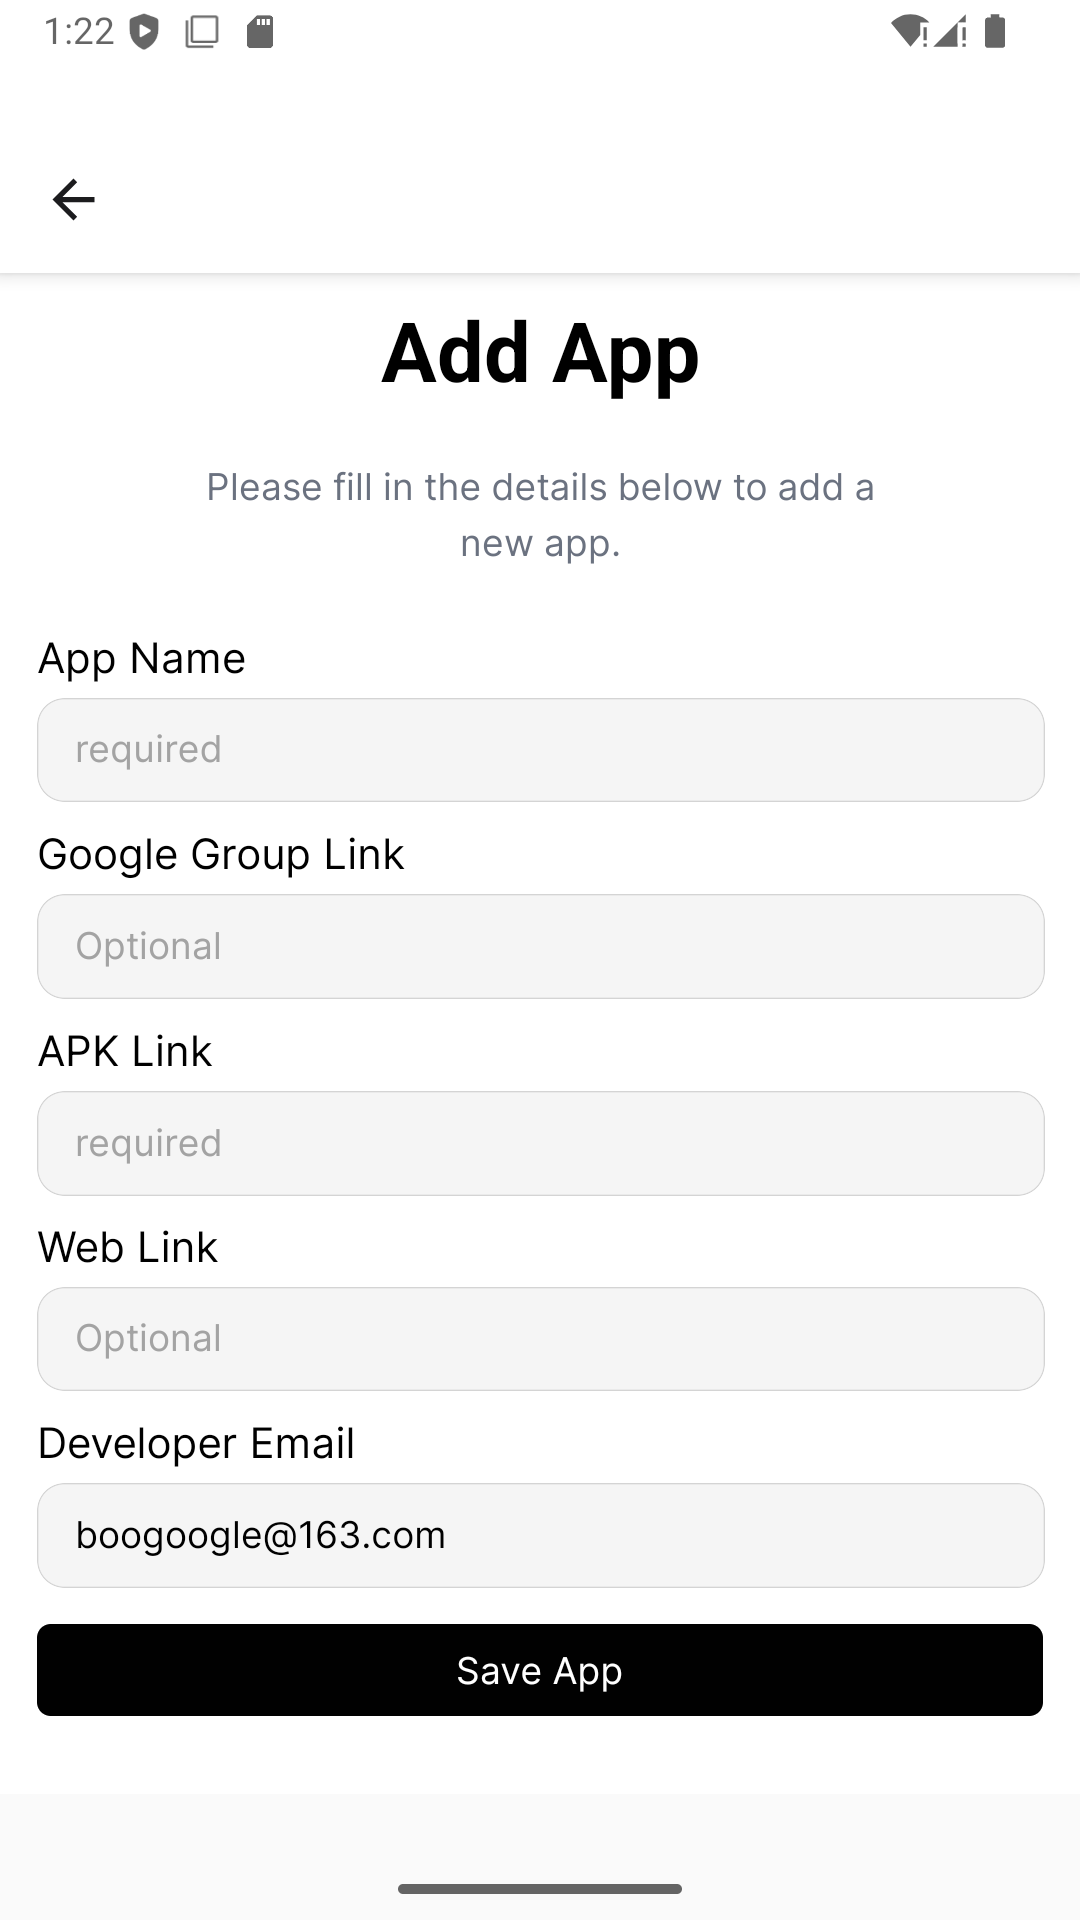 1:22
Add App
Please fill in the details below to add a
new app.
App Name
required
Google Group Link
Optional
APK Link
required
Web Link
Optional
Developer Email
boogoogle@163.com
Save App